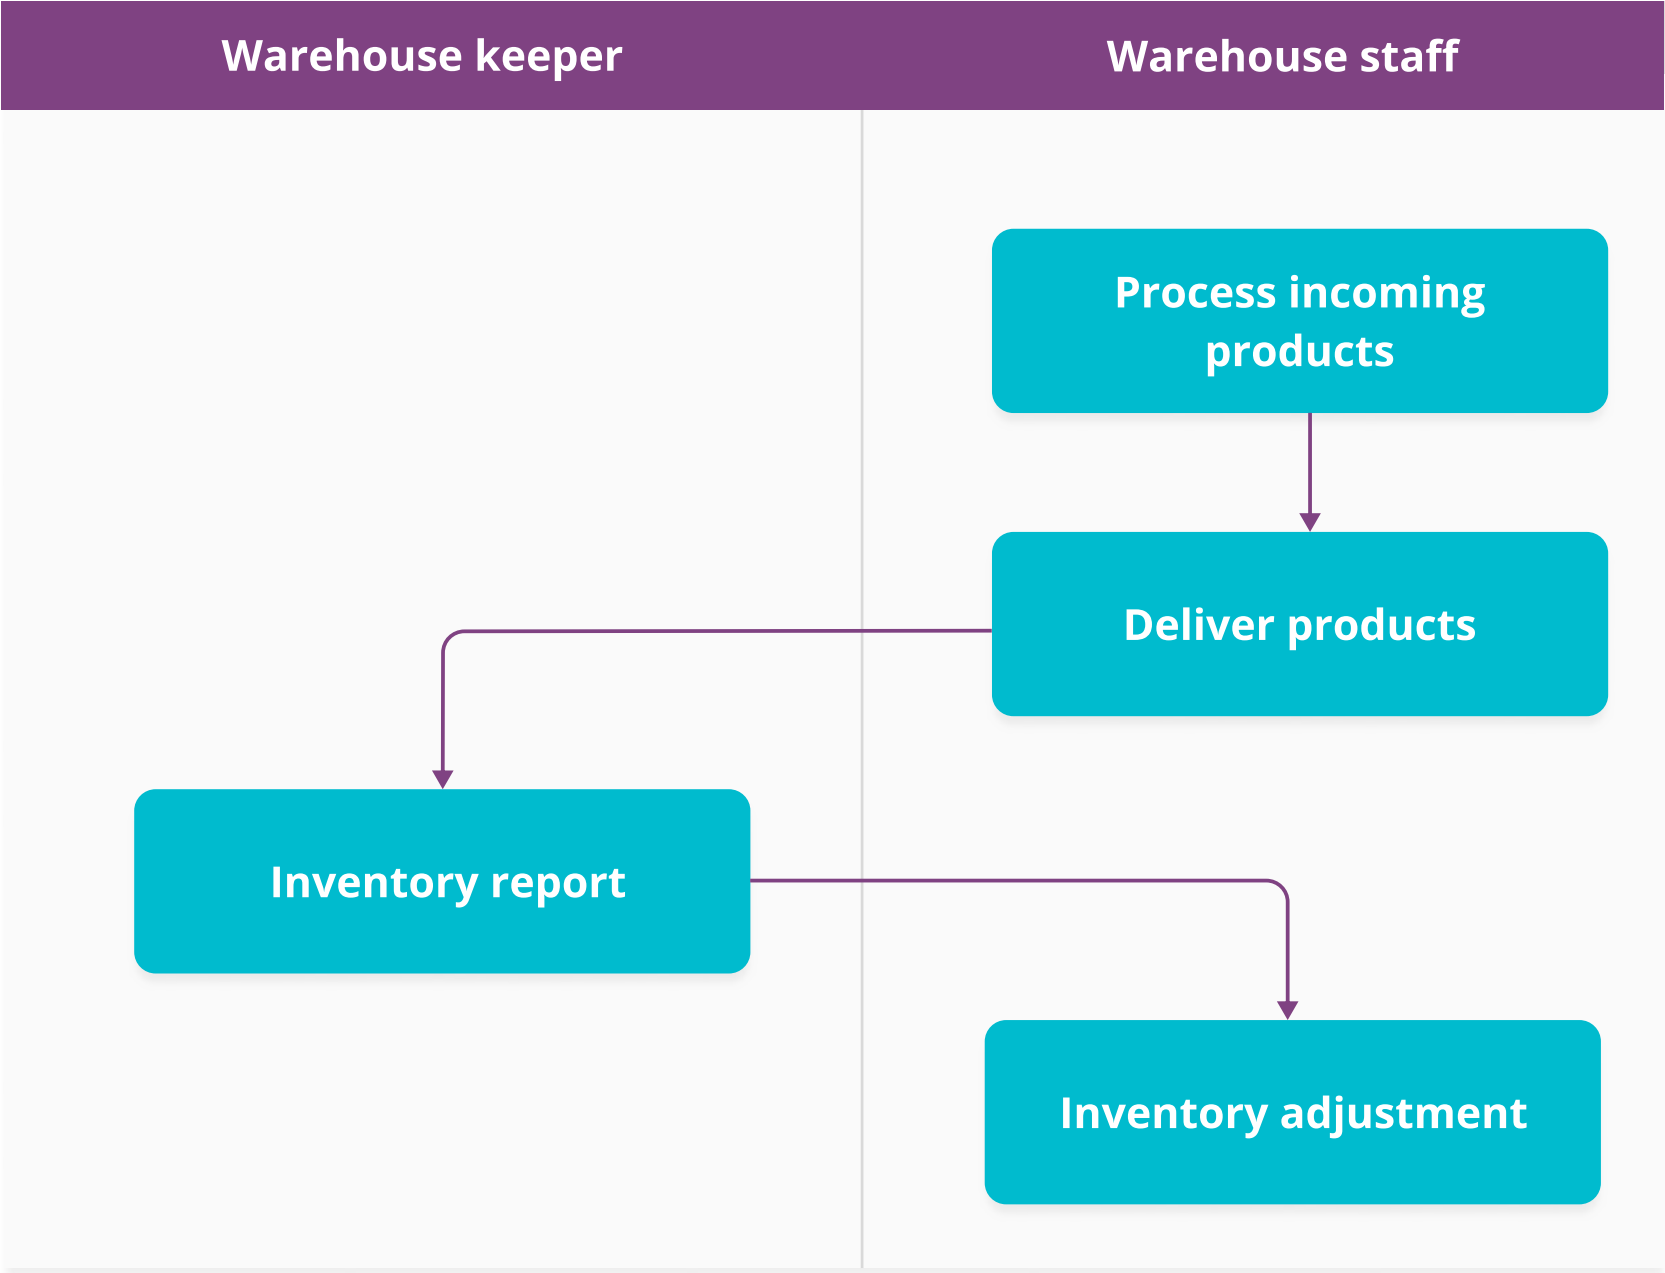 Warehouse keeper
Warehouse staff
Process incoming
products
Deliver products
Inventory report
Inventory adjustment